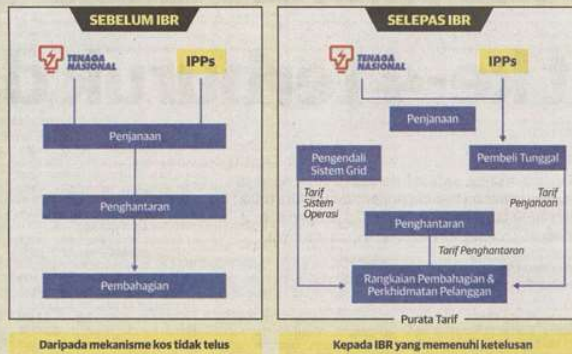 SEBELUM IBR
TENAGA
NASIONAL
IPPs
Penjanaan
Penghantaran
Pembahagian
Daripada mekanisme kos tidak telus
SELEPAS IBR
TENAGA
NASIONAL
IPPs
Penjanaan
Pengendali
Sistem Grid
Pembeli Tunggal
Tarif
Sistem
Operasi
Tarif
Penjanaan
Penghantaran
Tarif Penghantaran
Rangkaian Pembahagian &
Perkhidmatan Pelanggan
Purata Tarif
Kepada IBR yang memenuhi ketelusan